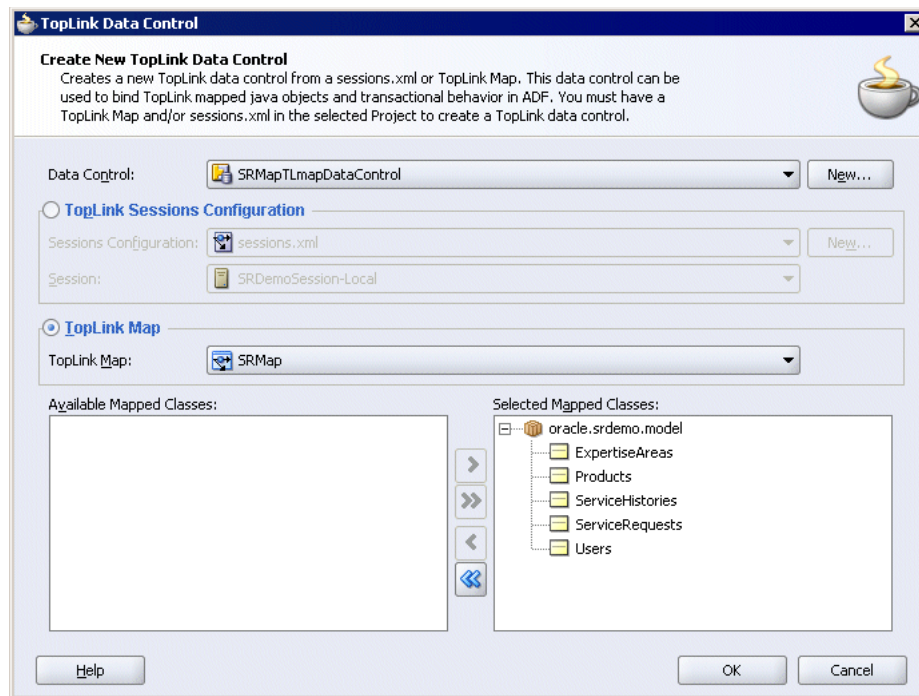 TopLink Data Control
Create New TopLink Data Control
Creates a new TopLink data control from a sessions.xml or TopLink Map. This data control can be
used to bind TopLink mapped java objects and transactional behavior in ADF. You must have a
TopLink Map and/or sessions.xml in the selected Project to create a TopLink data control.
Data Control: SRMapTLmapDataControl New...
TopLink Sessions Configuration
Sessions Configuration: sessions.xml New...
Session: SRDemoSession-Local
TopLink Map
TopLink Map: SRMap
Available Mapped Classes: Selected Mapped Classes:
oracle.srdemo.model
ExpertiseAreas
Products
ServiceHistories
ServiceRequests
Users
Help OK Cancel